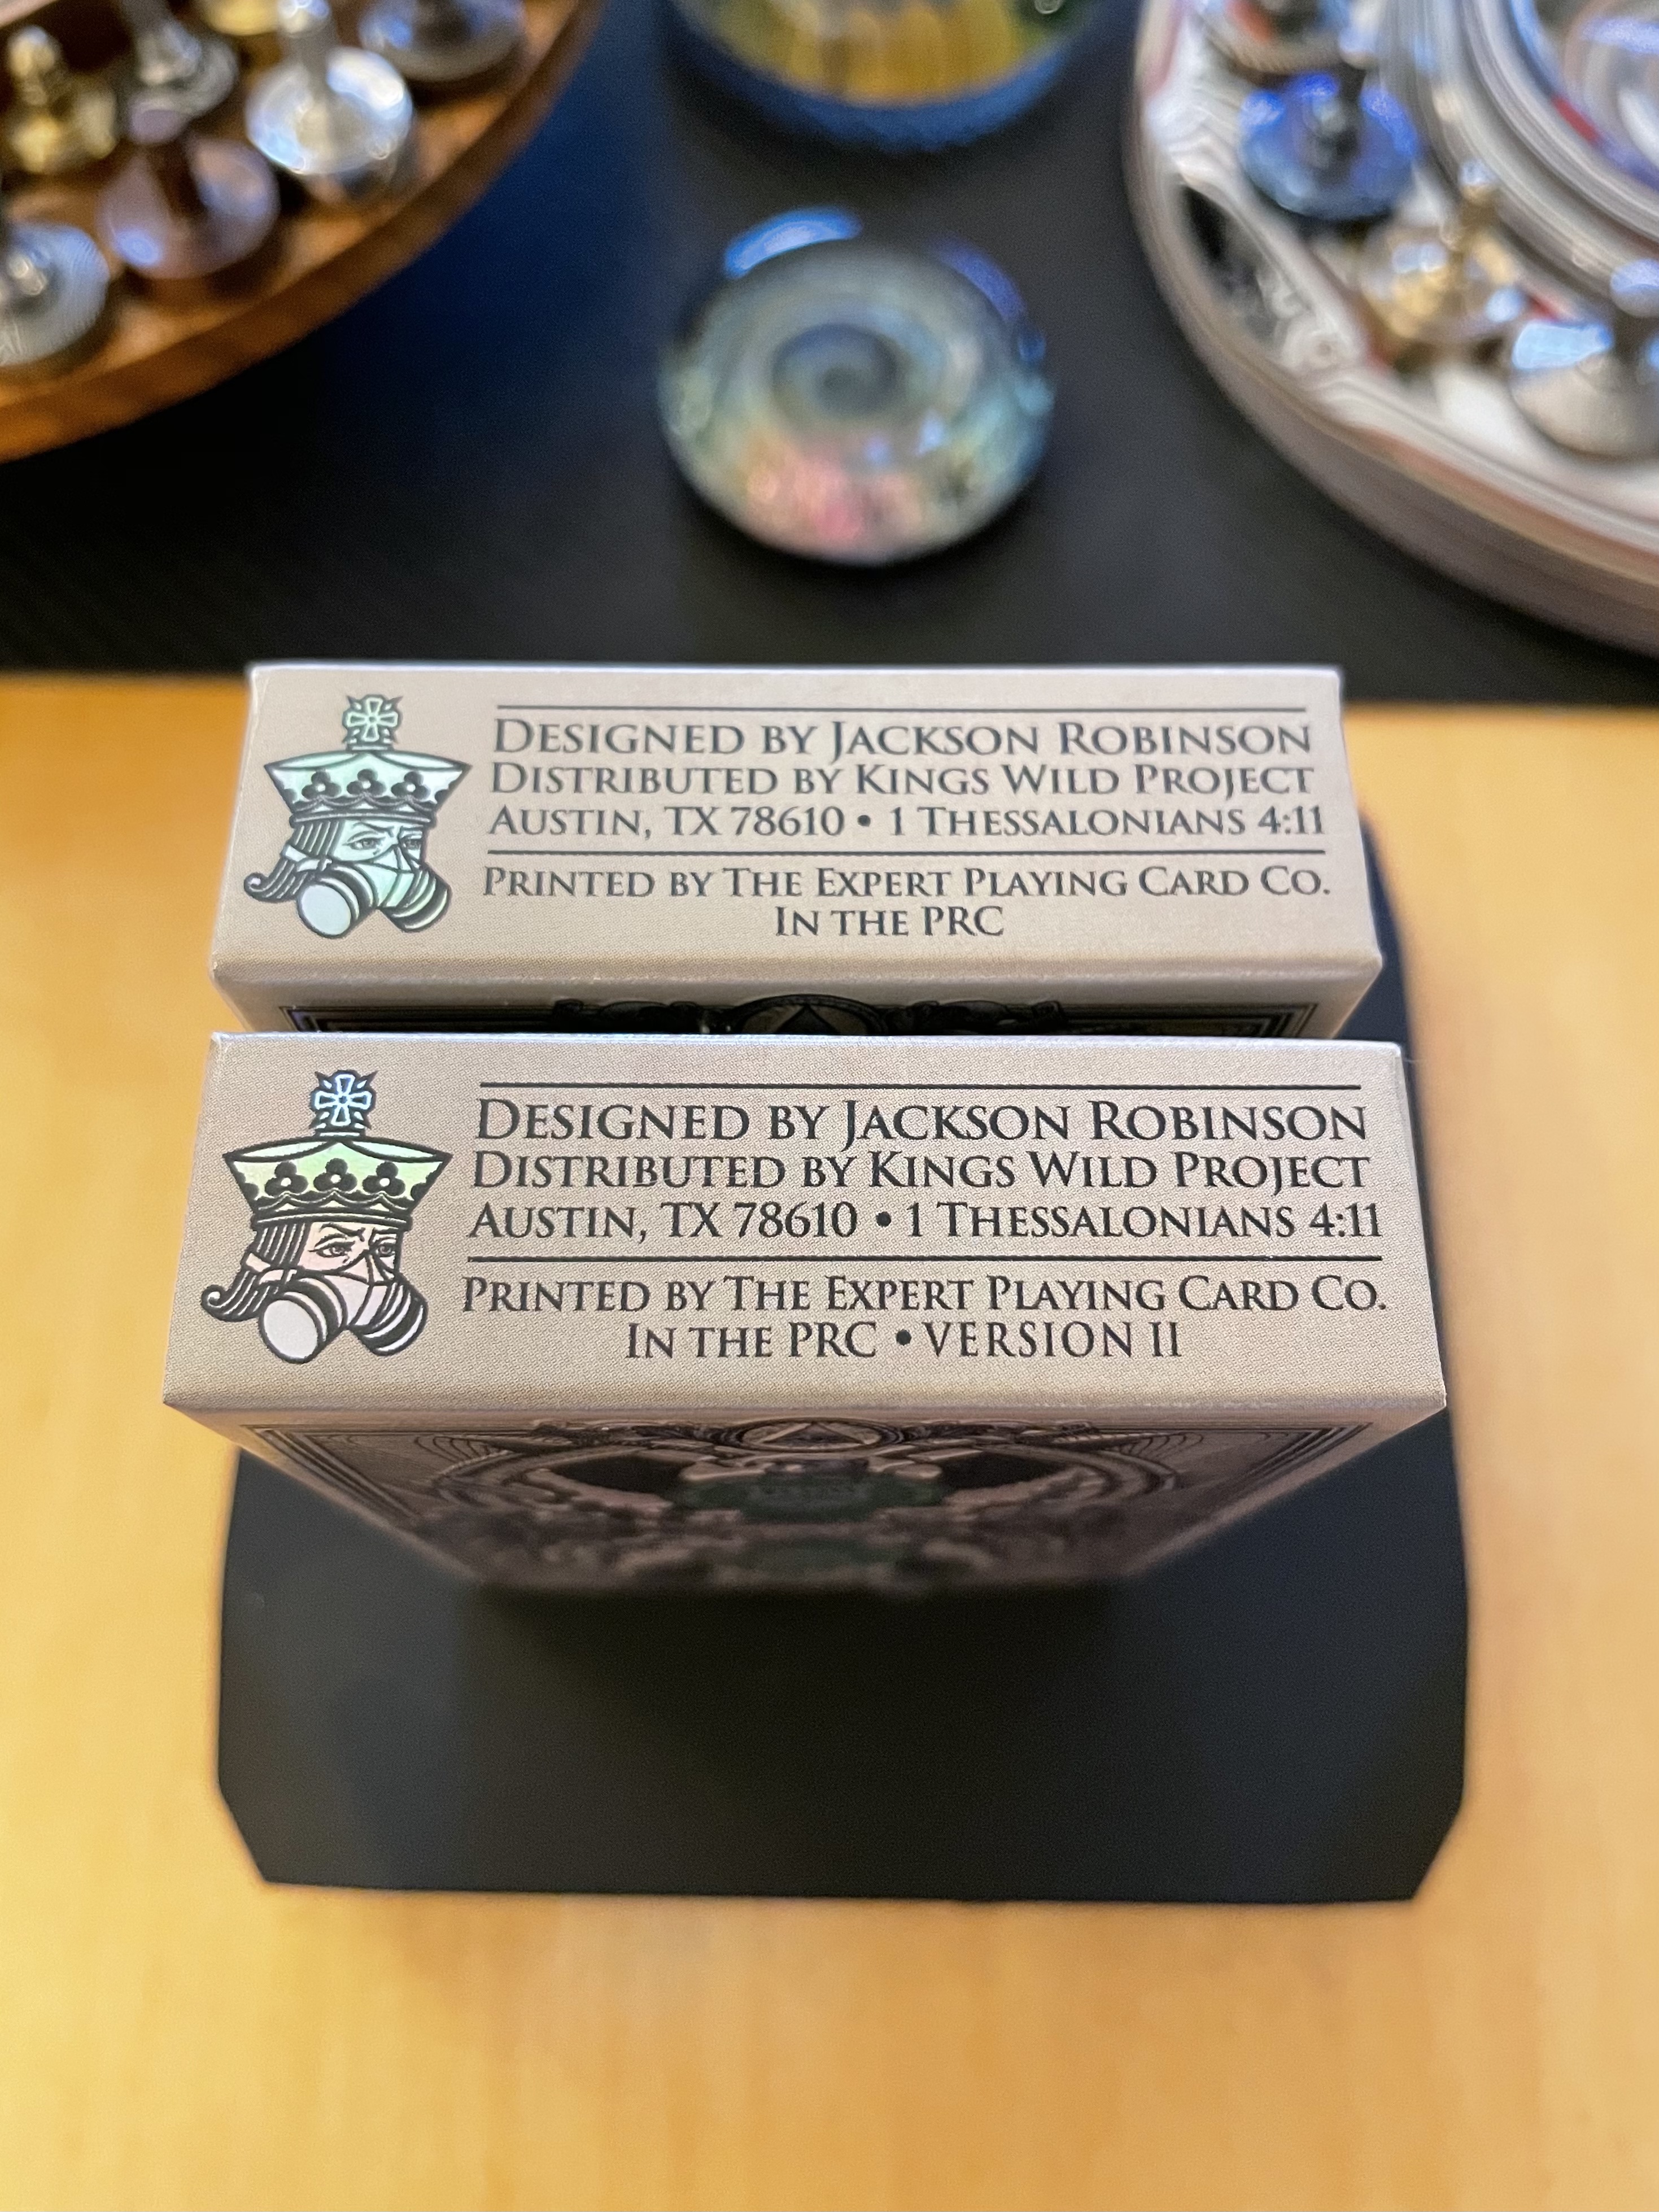 DESIGNED BY JACKSON ROBINSON
DISTRIBUTED BY KINGS WILD PROJECT
AUSTIN, TX 78610 • 1 THESSALONIANS 4:11
PRINTED BY THE EXPERT PLAYING CARD CO.
IN THE PRC
DESIGNED BY JACKSON ROBINSON
DISTRIBUTED BY KINGS WILD PROJECT
AUSTIN, TX 78610 • 1 THESSALONIANS 4:11
PRINTED BY THE EXPERT PLAYING CARD CO.
IN THE PRC • VERSION II